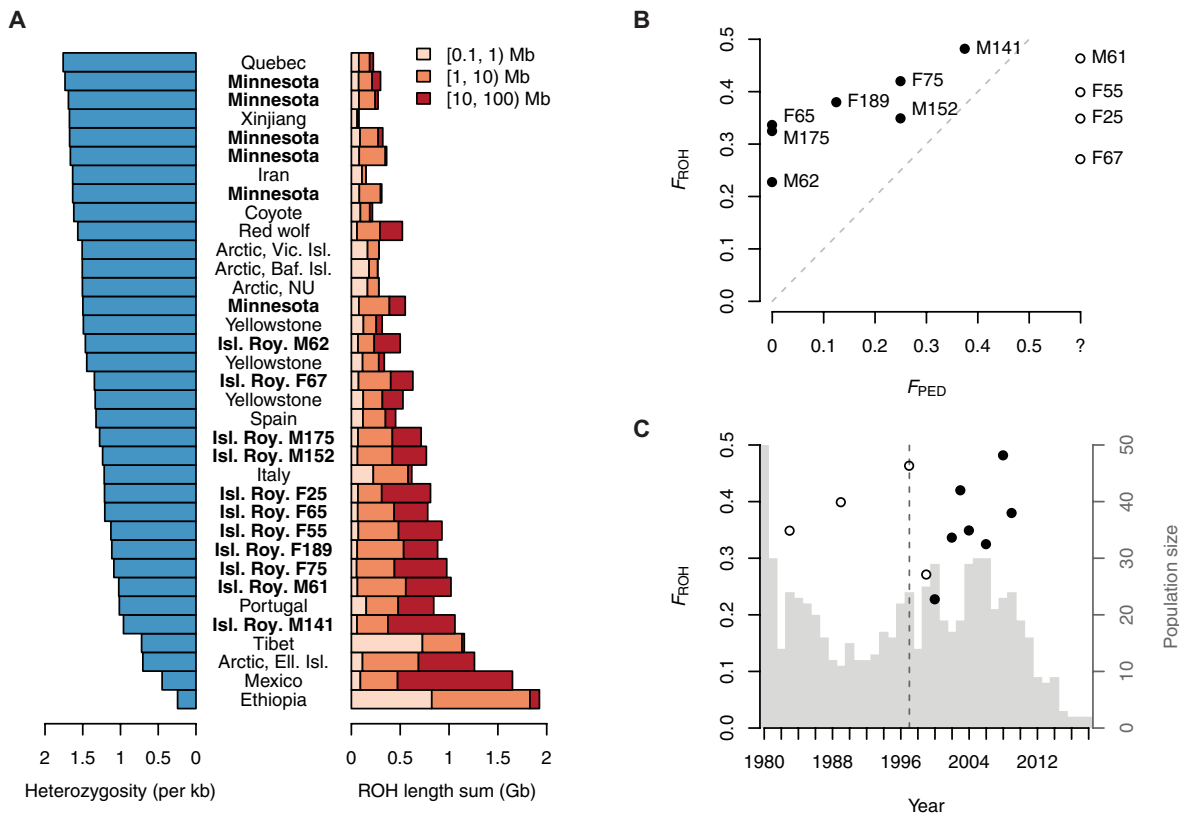 A
Quebec
Minnesota
Minnesota
Xinjiang
Minnesota
Minnesota
Iran
Minnesota
Coyote
Red wolf
Arctic, Vic. Isl.
Arctic, Baf. Isl.
Arctic, NU
Minnesota
Yellowstone
Isl. Roy. M62
Yellowstone
Isl. Roy. F67
Yellowstone
Spain
Isl. Roy. M175
Isl. Roy. M152
Italy
Isl. Roy. F25
Isl. Roy. F65
Isl. Roy. F55
Isl. Roy. F189
Isl. Roy. F75
Isl. Roy. M61
Portugal
Isl. Roy. M141
Tibet
Arctic, Ell. Isl.
Mexico
Ethiopia
[0.1, 1) Mb
[1, 10) Mb
[10, 100) Mb
2 1.5 1 0.5 0
Heterozygosity (per kb)
0 0.5 1 1.5 2
ROH length sum (Gb)
B
0.5
0.4
0.3
0.2
0.1
0.0
FROH
M141
M61
F75
F55
F189
M152
F25
F65
M175
F67
M62
0 0.1 0.2 0.3 0.4 0.5 ?
FPED
C
0.5
0.4
0.3
0.2
0.1
0.0
FROH
50
40
30
20
10
0
Population size
1980 1988 1996 2004 2012
Year